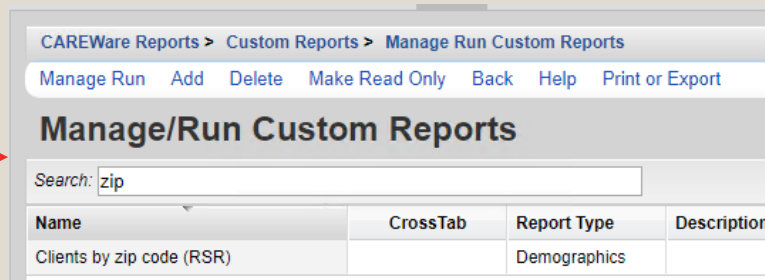 CAREWare Reports > Custom Reports > Manage Run Custom Reports
Manage Run Add Delete Make Read Only Back Help Print or Export
Manage/Run Custom Reports
Search: zip
Name CrossTab Report Type Description
Clients by zip code (RSR) Demographics